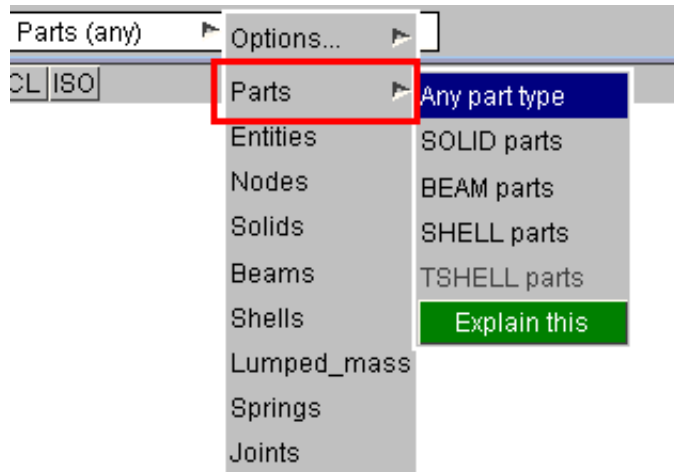 Parts (any)
Options...
CL ISO
Parts
Any part type
Entities
SOLID parts
Nodes
BEAM parts
Solids
SHELL parts
Beams
TSHELL parts
Shells
Explain this
Lumped_mass
Springs
Joints